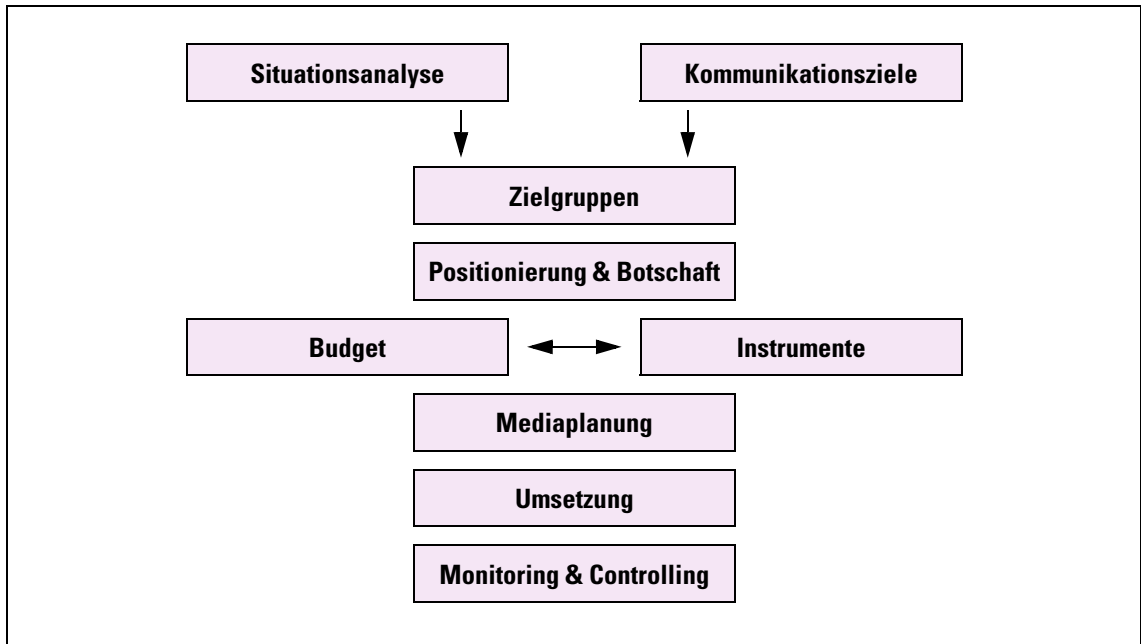 Situationsanalyse
Kommunikationsziele
Zielgruppen
Positionierung & Botschaft
Budget
Instrumente
Mediaplanung
Umsetzung
Monitoring & Controlling